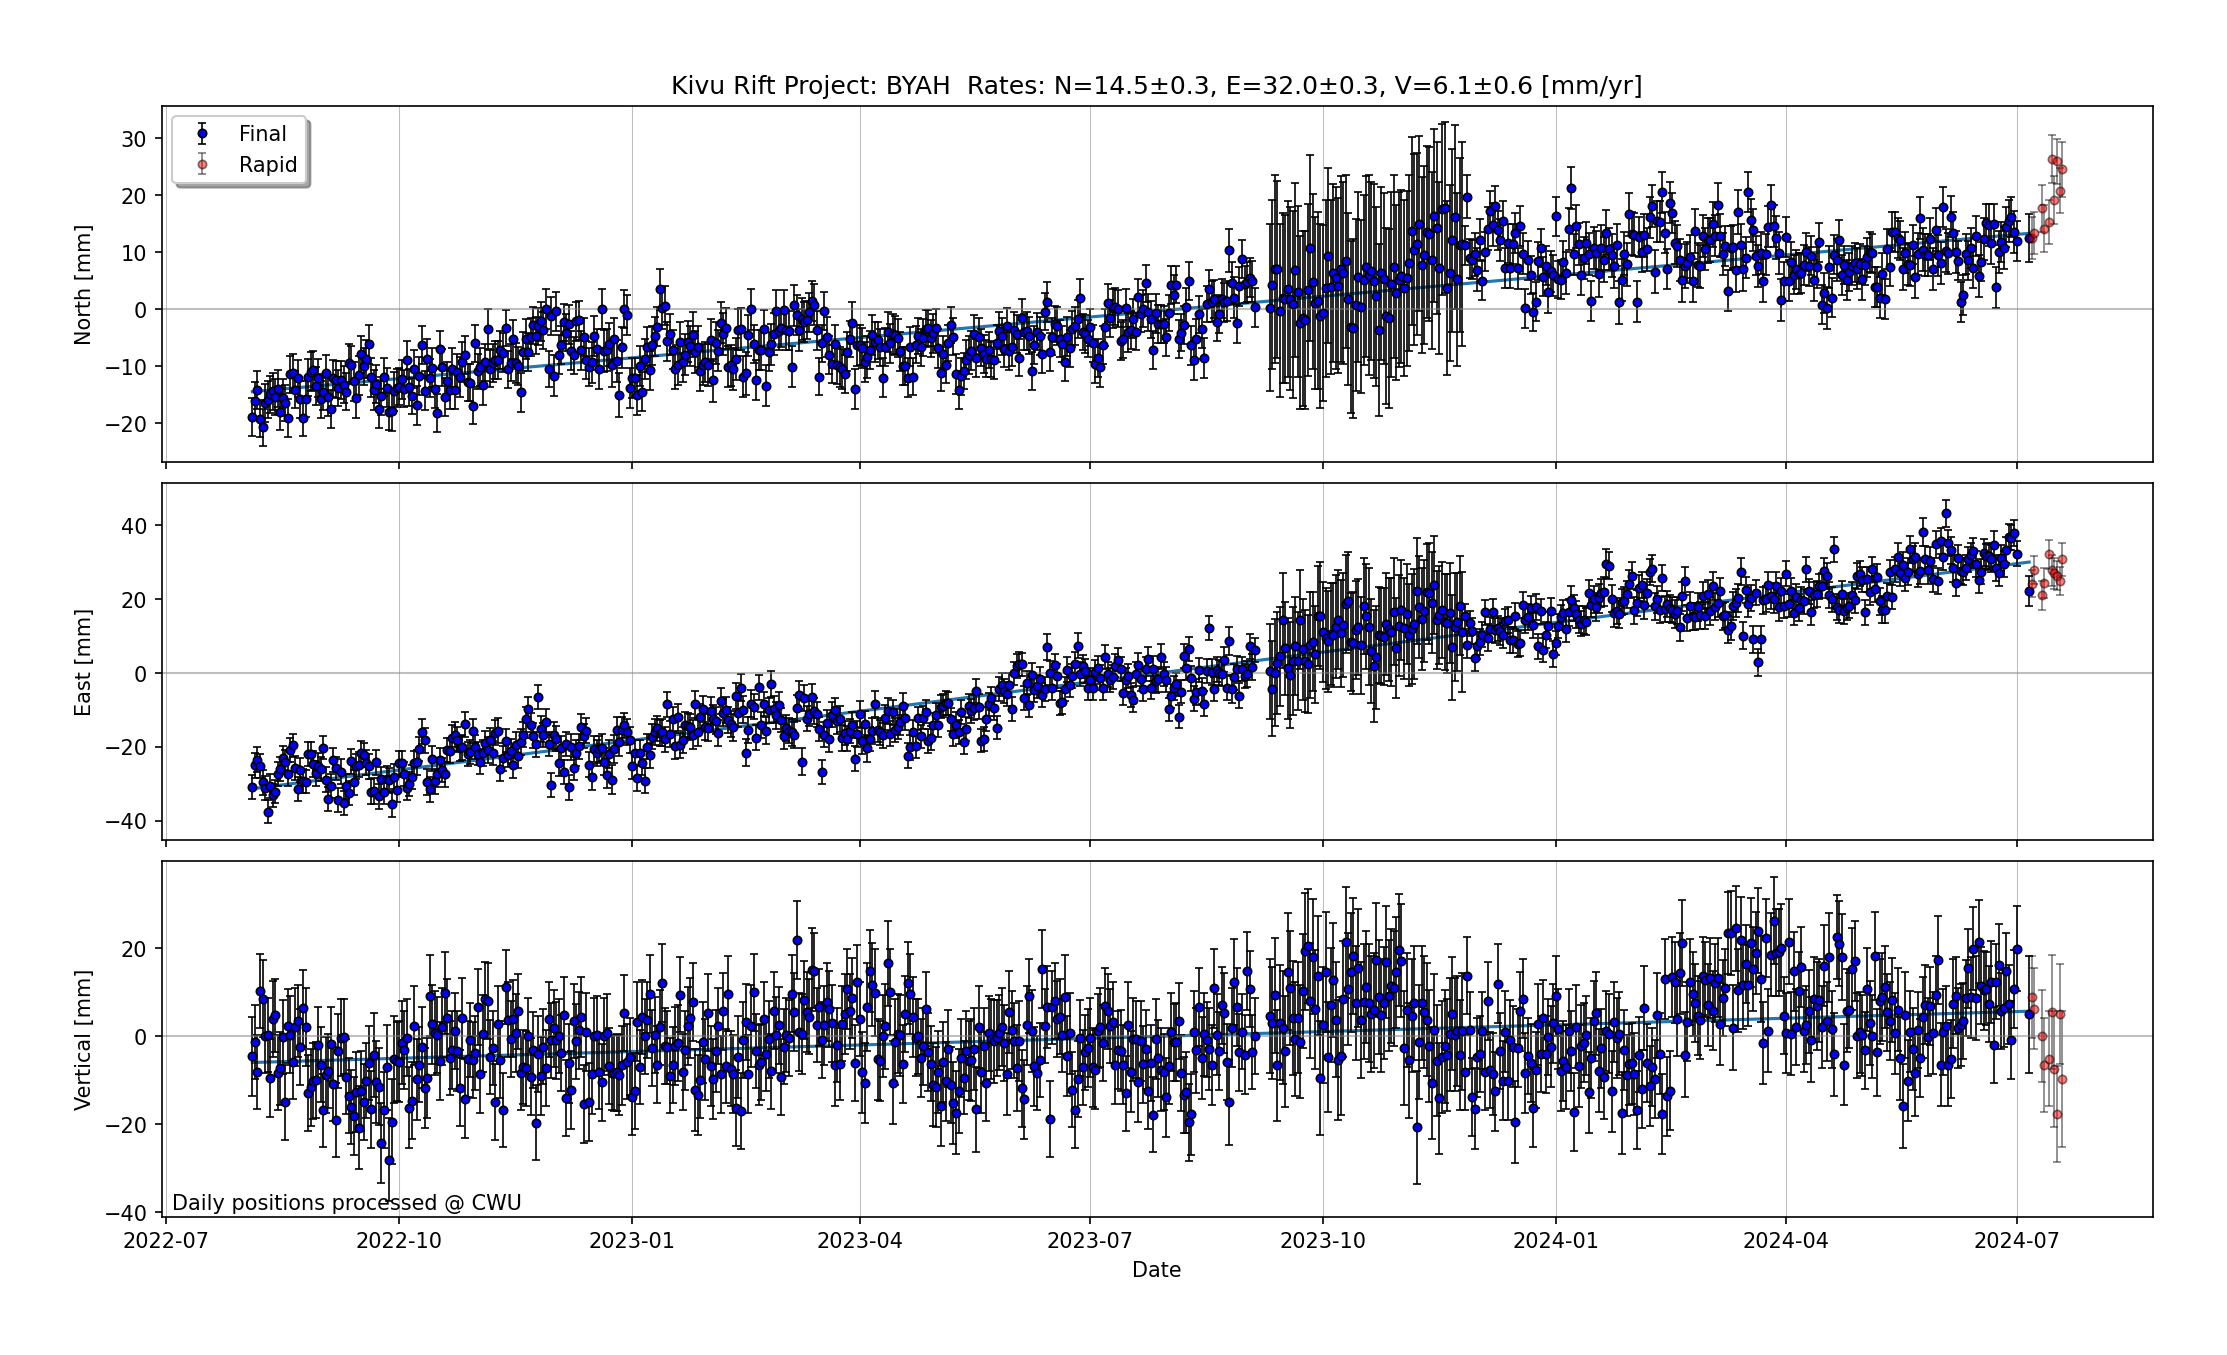 Kivu Rift Project: BYAH  Rates: N=14.5±0.3, E=32.0±0.3, V=6.1±0.6 [mm/yr]
Final
Rapid
North [mm]
30
20
10
0
−10
−20
East [mm]
40
20
0
−20
−40
Vertical [mm]
20
0
−20
−40
Daily positions processed @ CWU
2022-07 2022-10 2023-01 2023-04 2023-07 2023-10 2024-01 2024-04 2024-07
Date